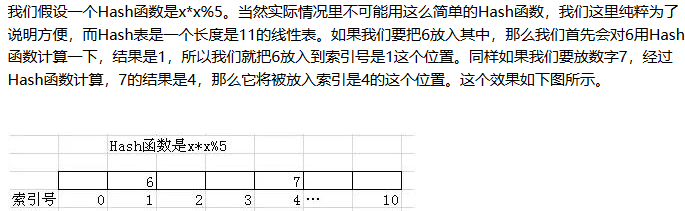 我们假设一个Hash函数是x*x%5。当然实际情况里不可能用这么简单的Hash函数，我们这里纯粹为了
说明方便，而Hash表是一个长度是11的线性表。如果我们要把6放入其中，那么我们首先会对6用Hash
函数计算一下，结果是1，所以我们就把6放入到索引号是1这个位置。同样如果我们要放数字7，经过
Hash函数计算，7的结果是4，那么它将被放入索引是4的这个位置。这个效果如下图所示。
Hash函数是x*x%5
6 7
索引号 0 1 2 3 4 … 10